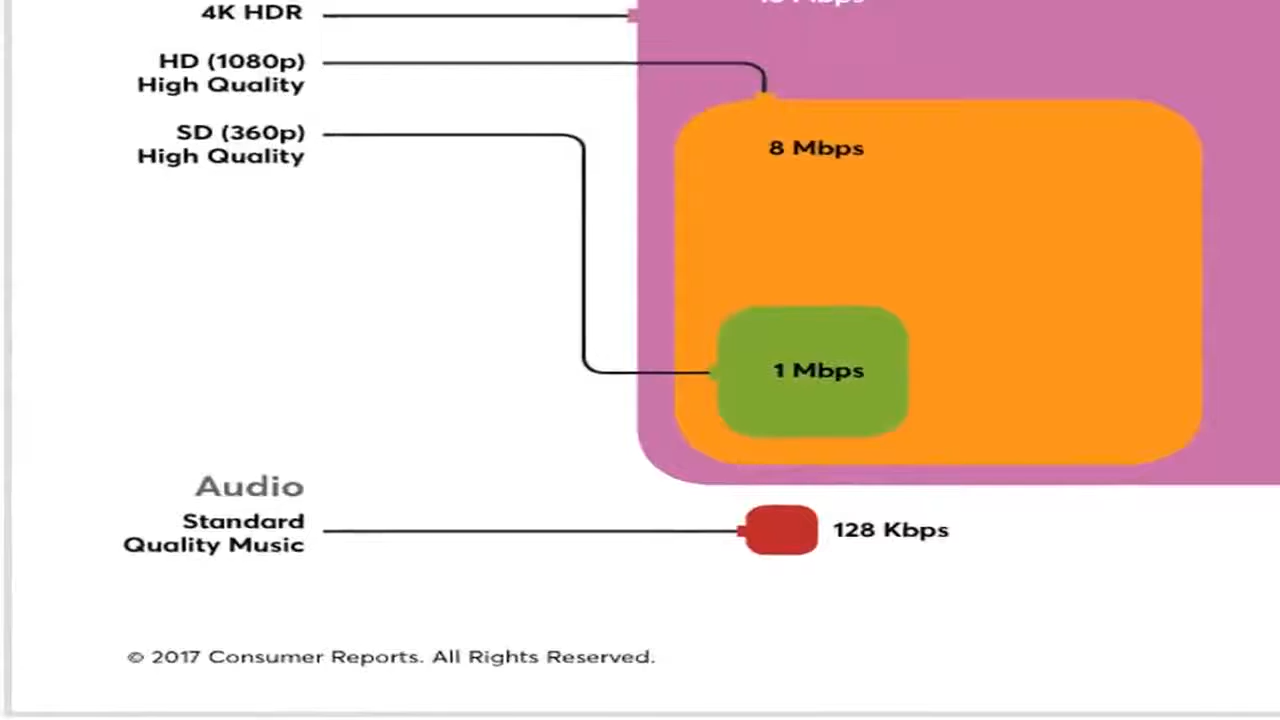 4K HDR
HD (1080p)
High Quality
8 Mbps
SD (360p)
High Quality
1 Mbps
Audio
Standard
Quality Music
128 Kbps
© 2017 Consumer Reports. All Rights Reserved.